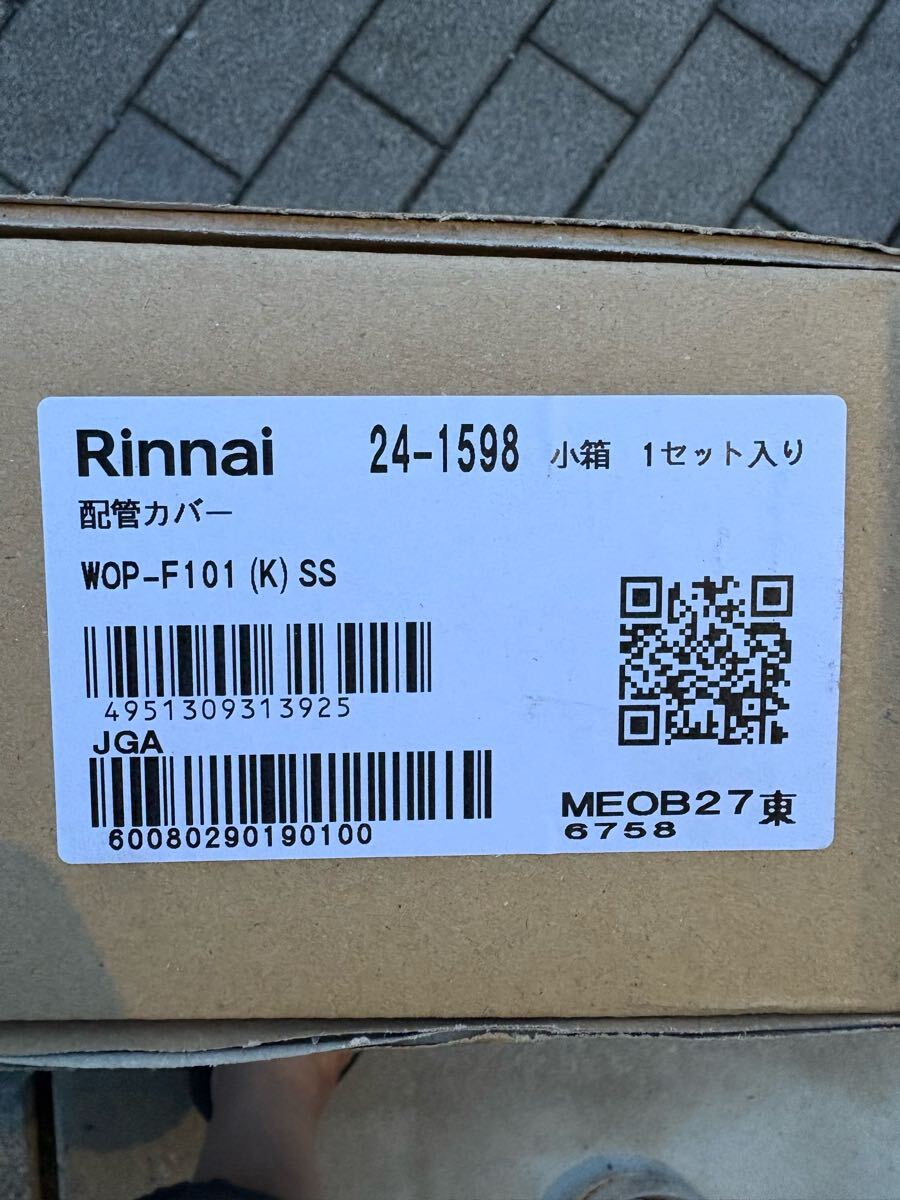 Rinnai 24-1598 小箱 1セット入り
配管カバー
WOP-F101(K)SS
4951309313925
JGA
60080290190100
MEOB27東
6758